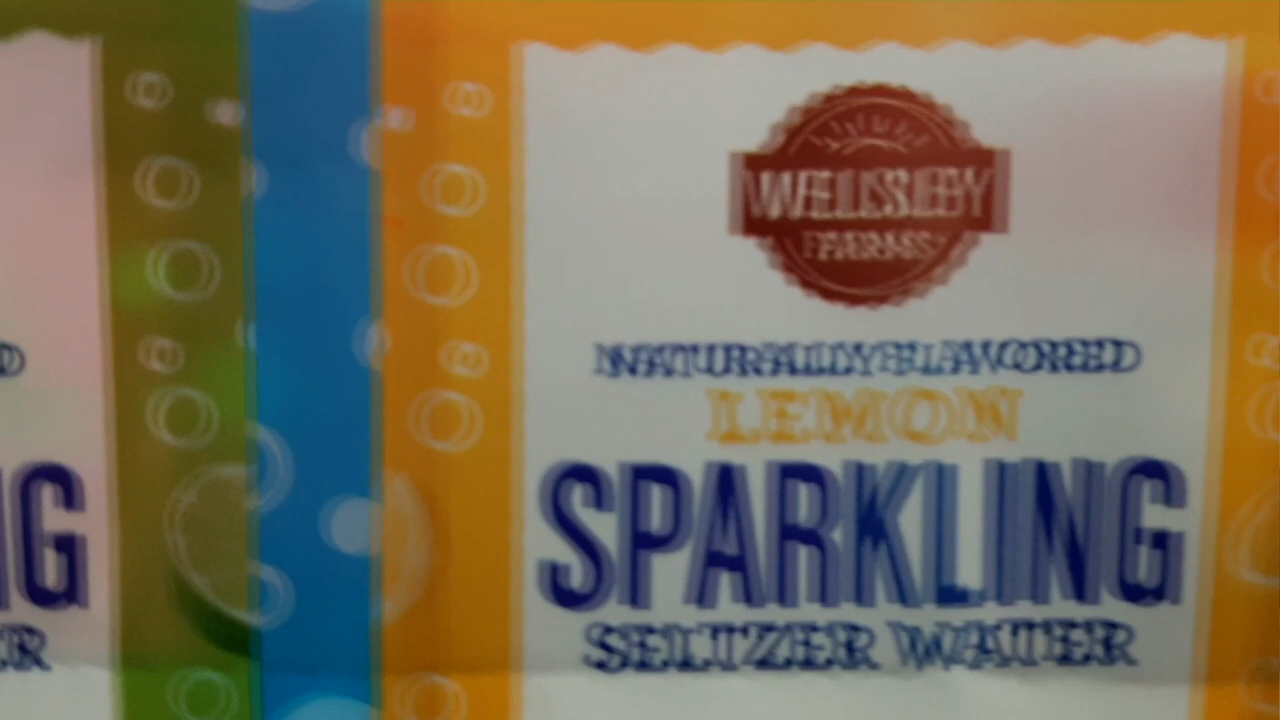 WELLSLEY
FARMS
NATURALLY FLAVORED
LEMON
SPARKLING
SELTZER WATER